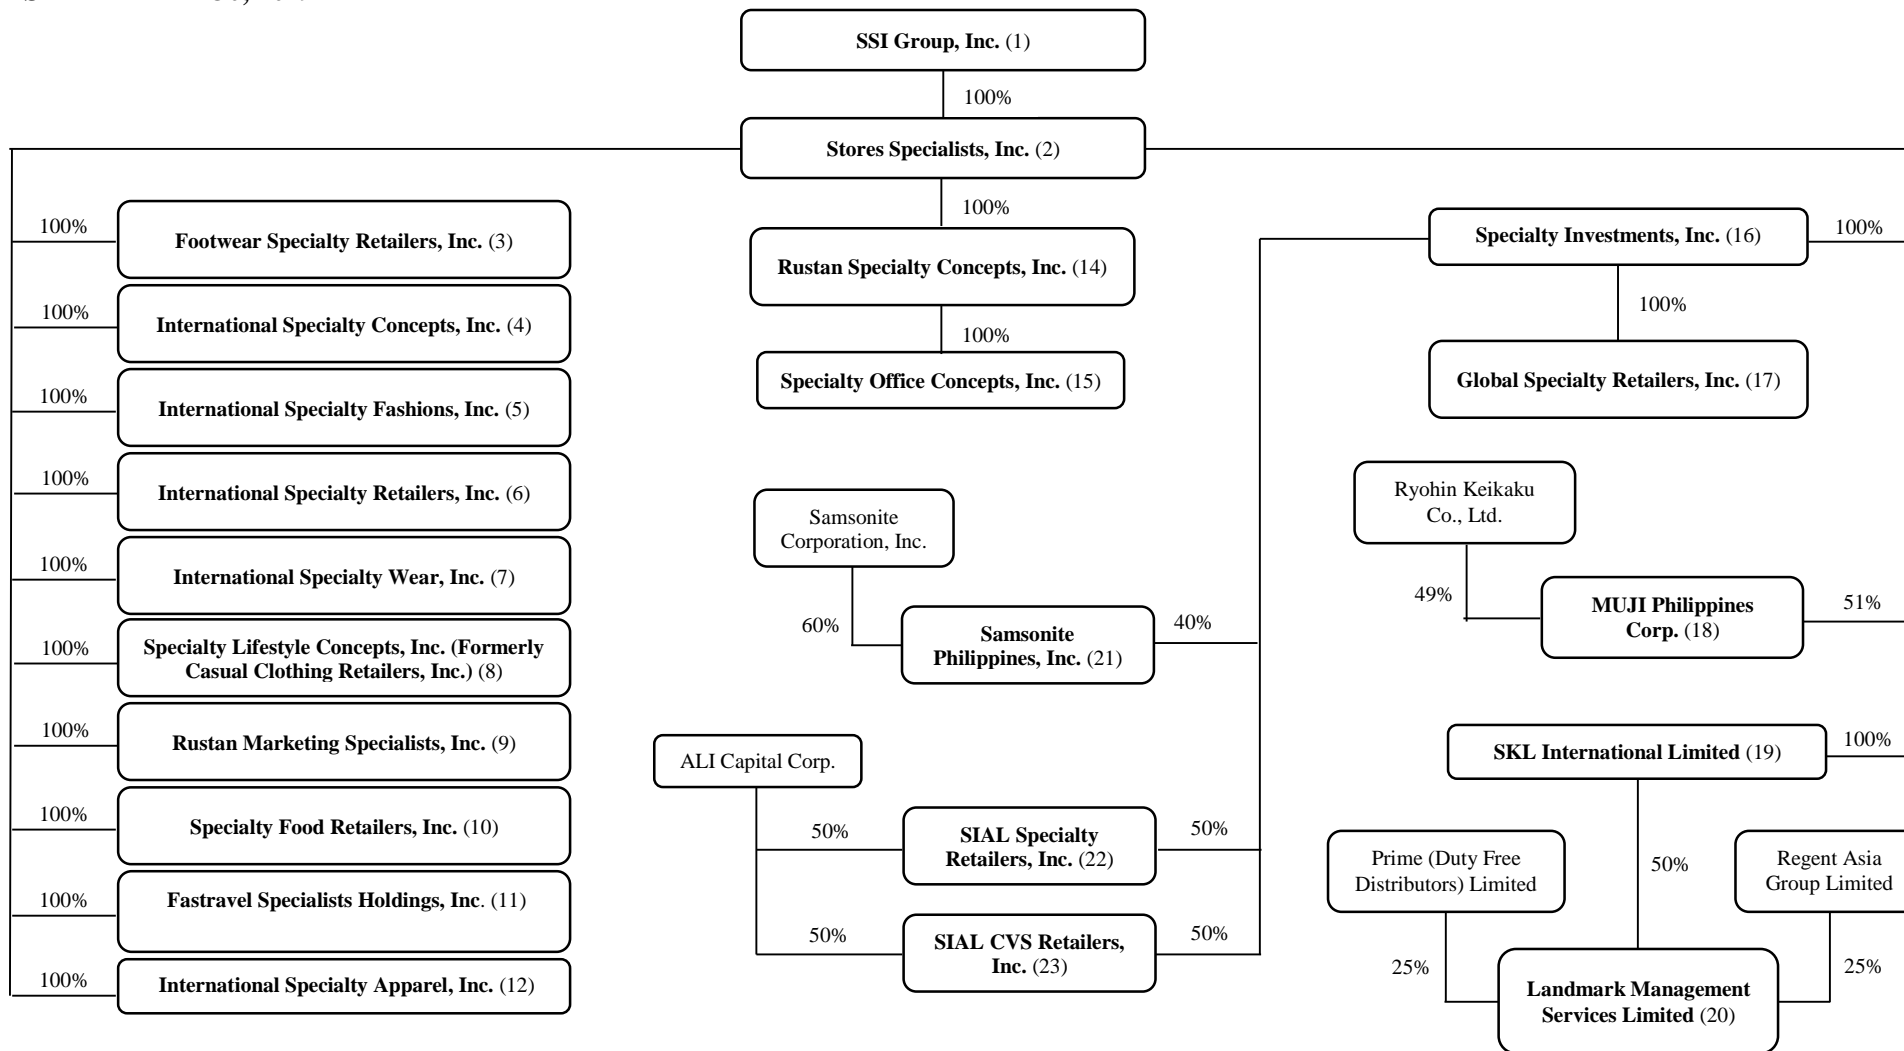 SSI Group, Inc. (1)
100%
Stores Specialists, Inc. (2)
100%
Footwear Specialty Retailers, Inc. (3)
100%
International Specialty Concepts, Inc. (4)
100%
International Specialty Fashions, Inc. (5)
100%
International Specialty Retailers, Inc. (6)
100%
International Specialty Wear, Inc. (7)
100%
Specialty Lifestyle Concepts, Inc. (Formerly
Casual Clothing Retailers, Inc.) (8)
100%
Rustan Marketing Specialists, Inc. (9)
100%
Specialty Food Retailers, Inc. (10)
100%
Fastravel Specialists Holdings, Inc. (11)
100%
International Specialty Apparel, Inc. (12)
100%
Rustan Specialty Concepts, Inc. (14)
100%
Specialty Office Concepts, Inc. (15)
Samsonite
Corporation, Inc.
60%
Samsonite
Philippines, Inc. (21)
40%
ALI Capital Corp.
50%
SIAL Specialty
Retailers, Inc. (22)
50%
50%
SIAL CVS Retailers,
Inc. (23)
50%
Specialty Investments, Inc. (16)
100%
100%
Global Specialty Retailers, Inc. (17)
Ryohin Keikaku
Co., Ltd.
49%
MUJI Philippines
Corp. (18)
51%
SKL International Limited (19)
100%
50%
Prime (Duty Free
Distributors) Limited
Regent Asia
Group Limited
25%
Landmark Management
Services Limited (20)
25%